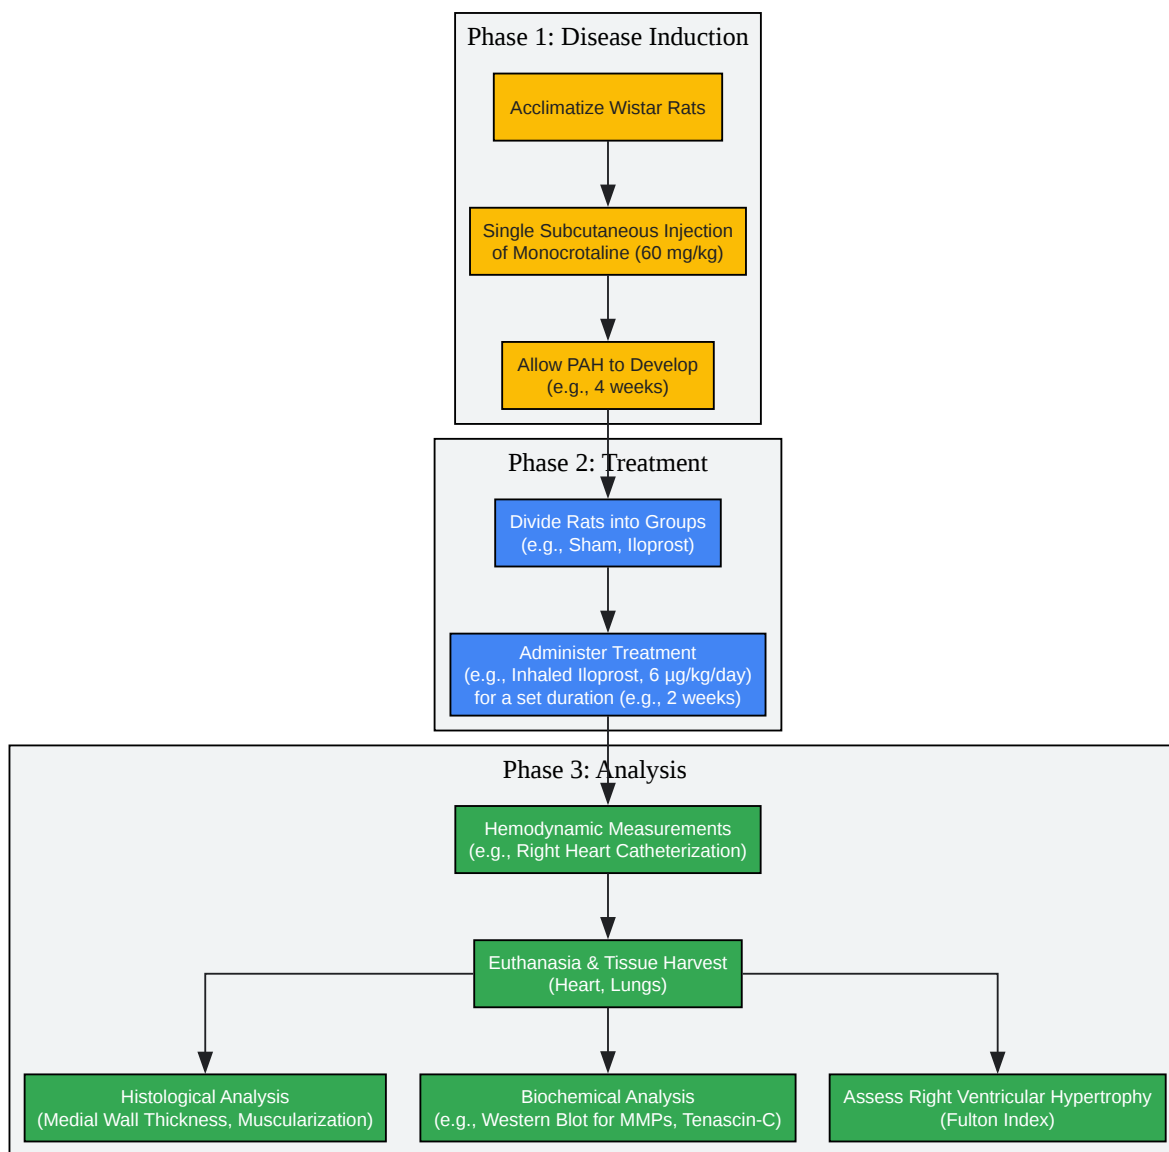 Phase 1: Disease Induction
Acclimatize Wistar Rats
Single Subcutaneous Injection
of Monocrotaline (60 mg/kg)
Allow PAH to Develop
(e.g., 4 weeks)
Phase 2: Treatment
Divide Rats into Groups
(e.g., Sham, Iloprost)
Administer Treatment
(e.g., Inhaled Iloprost, 6 µg/kg/day)
for a set duration (e.g., 2 weeks)
Phase 3: Analysis
Hemodynamic Measurements
(e.g., Right Heart Catheterization)
Euthanasia & Tissue Harvest
(Heart, Lungs)
Histological Analysis
(Medial Wall Thickness, Muscularization)
Biochemical Analysis
(e.g., Western Blot for MMPs, Tenascin-C)
Assess Right Ventricular Hypertrophy
(Fulton Index)